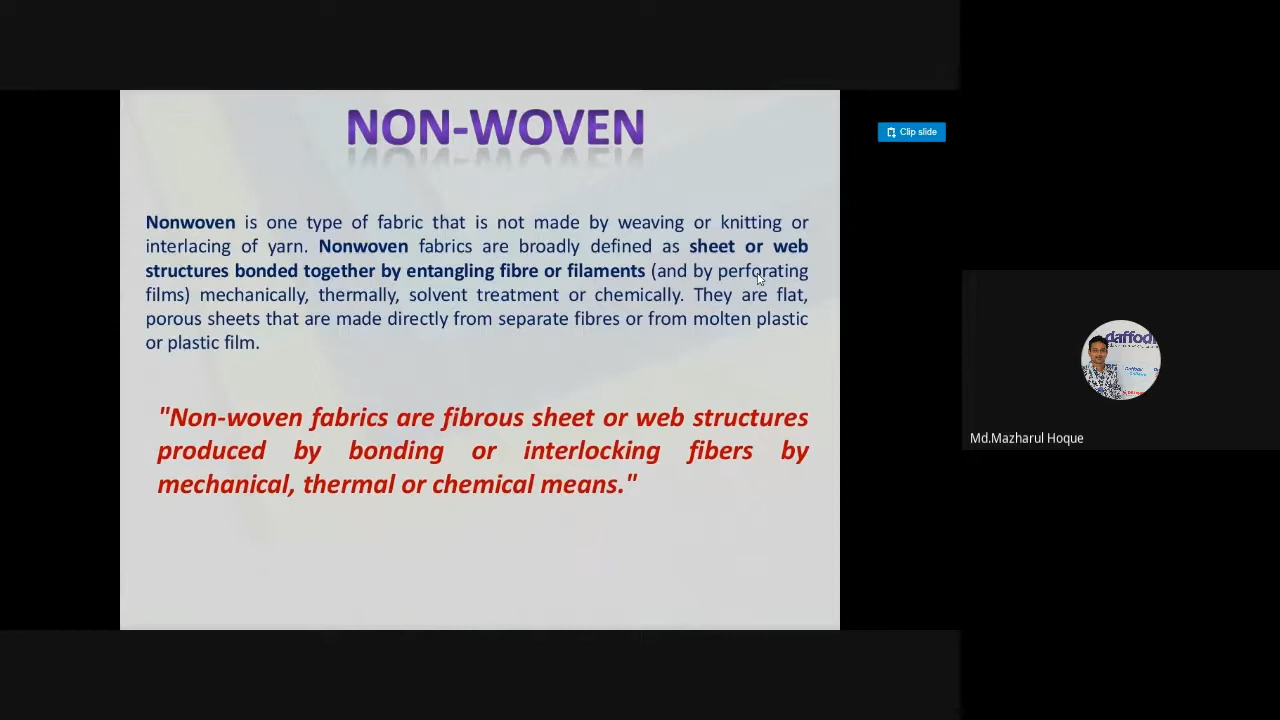 NON-WOVEN
Clip slide
Nonwoven is one type of fabric that is not made by weaving or knitting or
interlacing of yarn. Nonwoven fabrics are broadly defined as sheet or web
structures bonded together by entangling fibre or filaments (and by perforating
films) mechanically, thermally, solvent treatment or chemically. They are flat,
porous sheets that are made directly from separate fibres or from molten plastic
or plastic film.
"Non-woven fabrics are fibrous sheet or web structures
produced by bonding or interlocking fibers by
mechanical, thermal or chemical means."
daffodi
Md.Mazharul Hoque